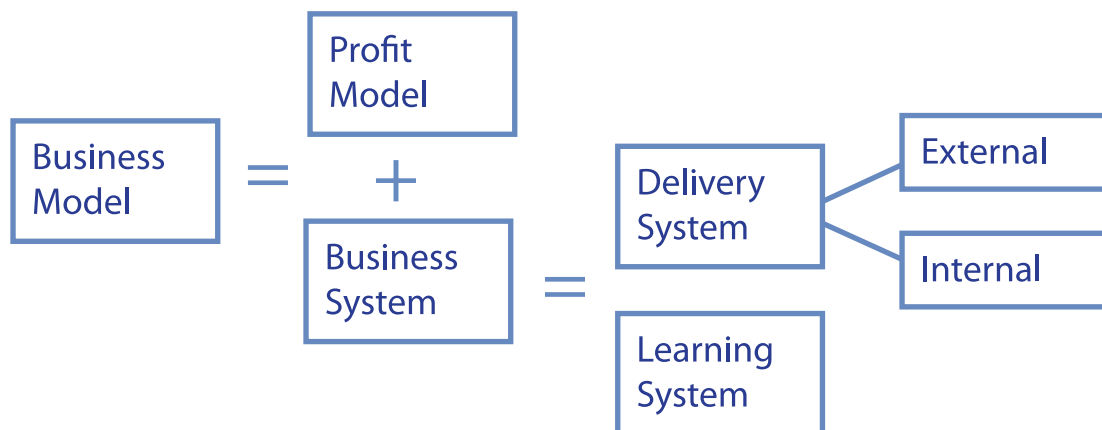 Business
Model
=
Profit
Model
+
Business
System
=
Delivery
System
External
Internal
Learning
System